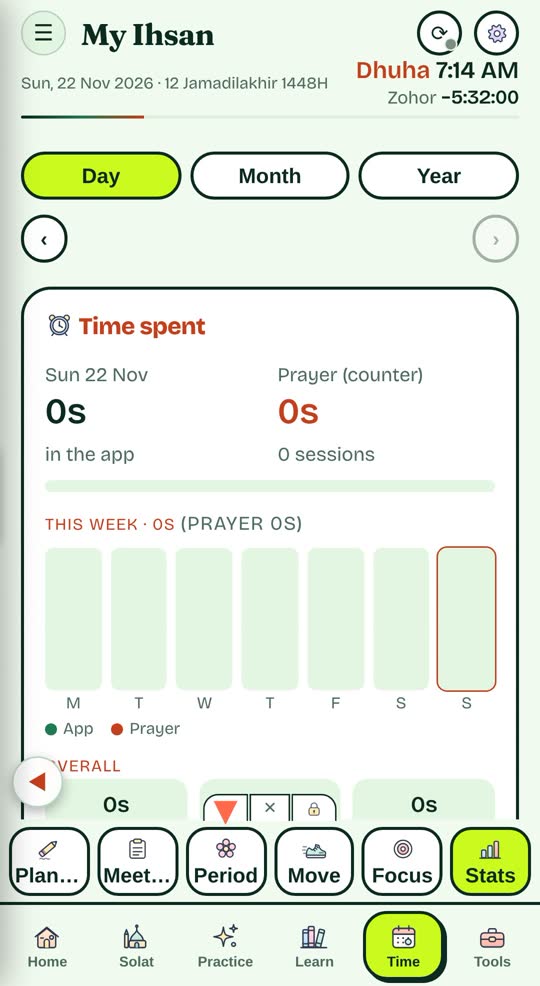 My Ihsan
Sun, 22 Nov 2026 · 12 Jamadilakhir 1448H
Dhuha 7:14 AM
Zohor −5:32:00
Day
Month
Year
Time spent
Sun 22 Nov
Prayer (counter)
0s
0s
in the app
0 sessions
THIS WEEK · 0S (PRAYER 0S)
M T W T F S S
App
Prayer
VERALL
0s
0s
Plan…
Meet…
Period
Move
Focus
Stats
Home
Solat
Practice
Learn
Time
Tools